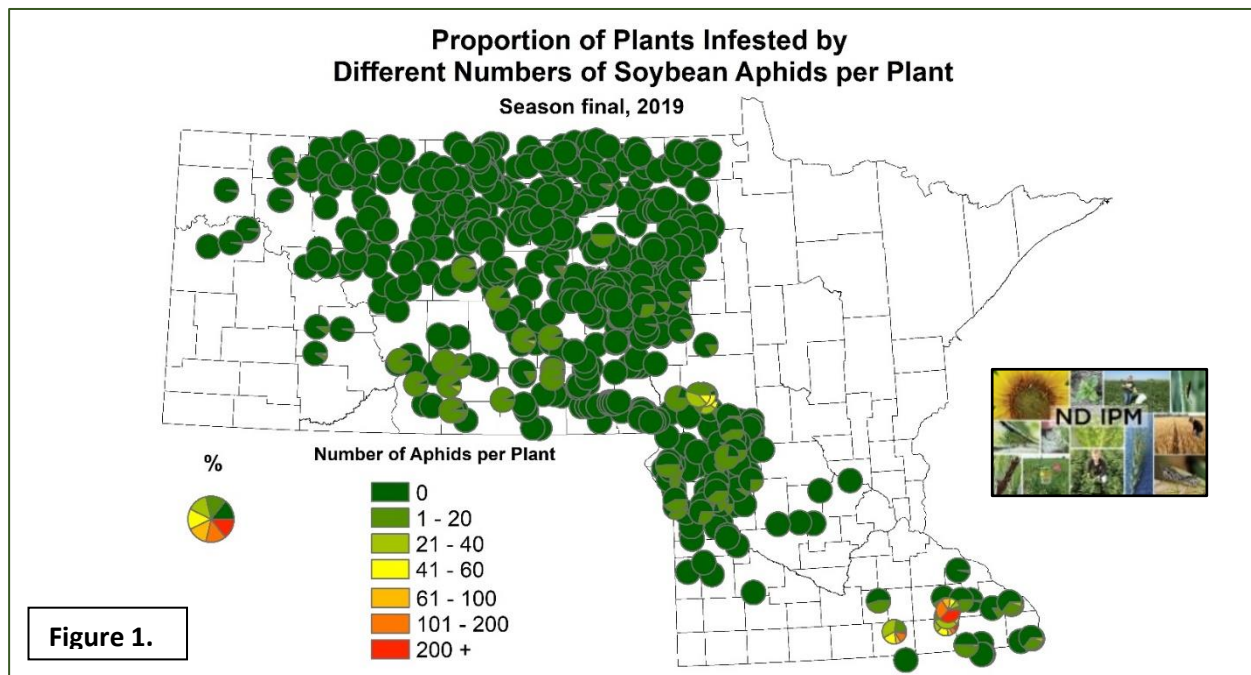 Proportion of Plants Infested by
Different Numbers of Soybean Aphids per Plant
Season final, 2019
ND IPM
%
Number of Aphids per Plant
0
1 - 20
21 - 40
41 - 60
61 - 100
101 - 200
200 +
Figure 1.